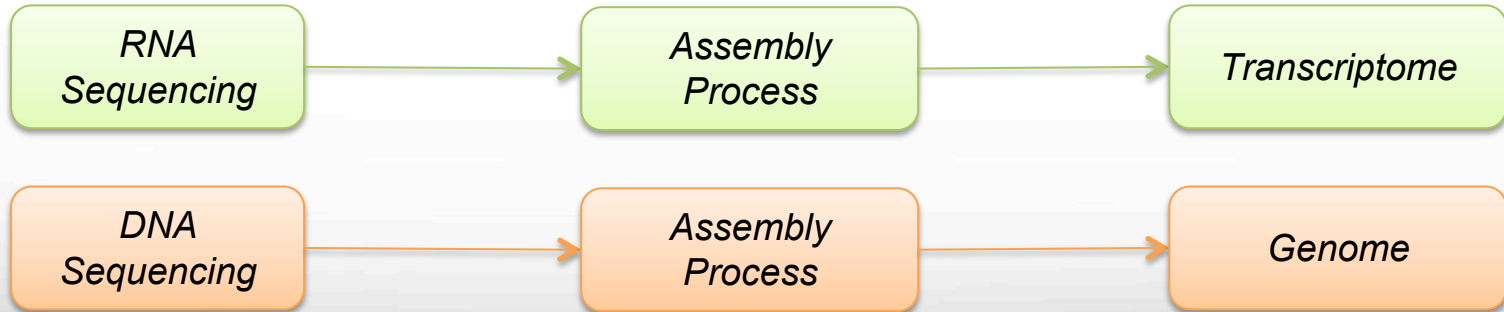 RNA
Sequencing
Assembly
Process
Transcriptome
DNA
Sequencing
Assembly
Process
Genome